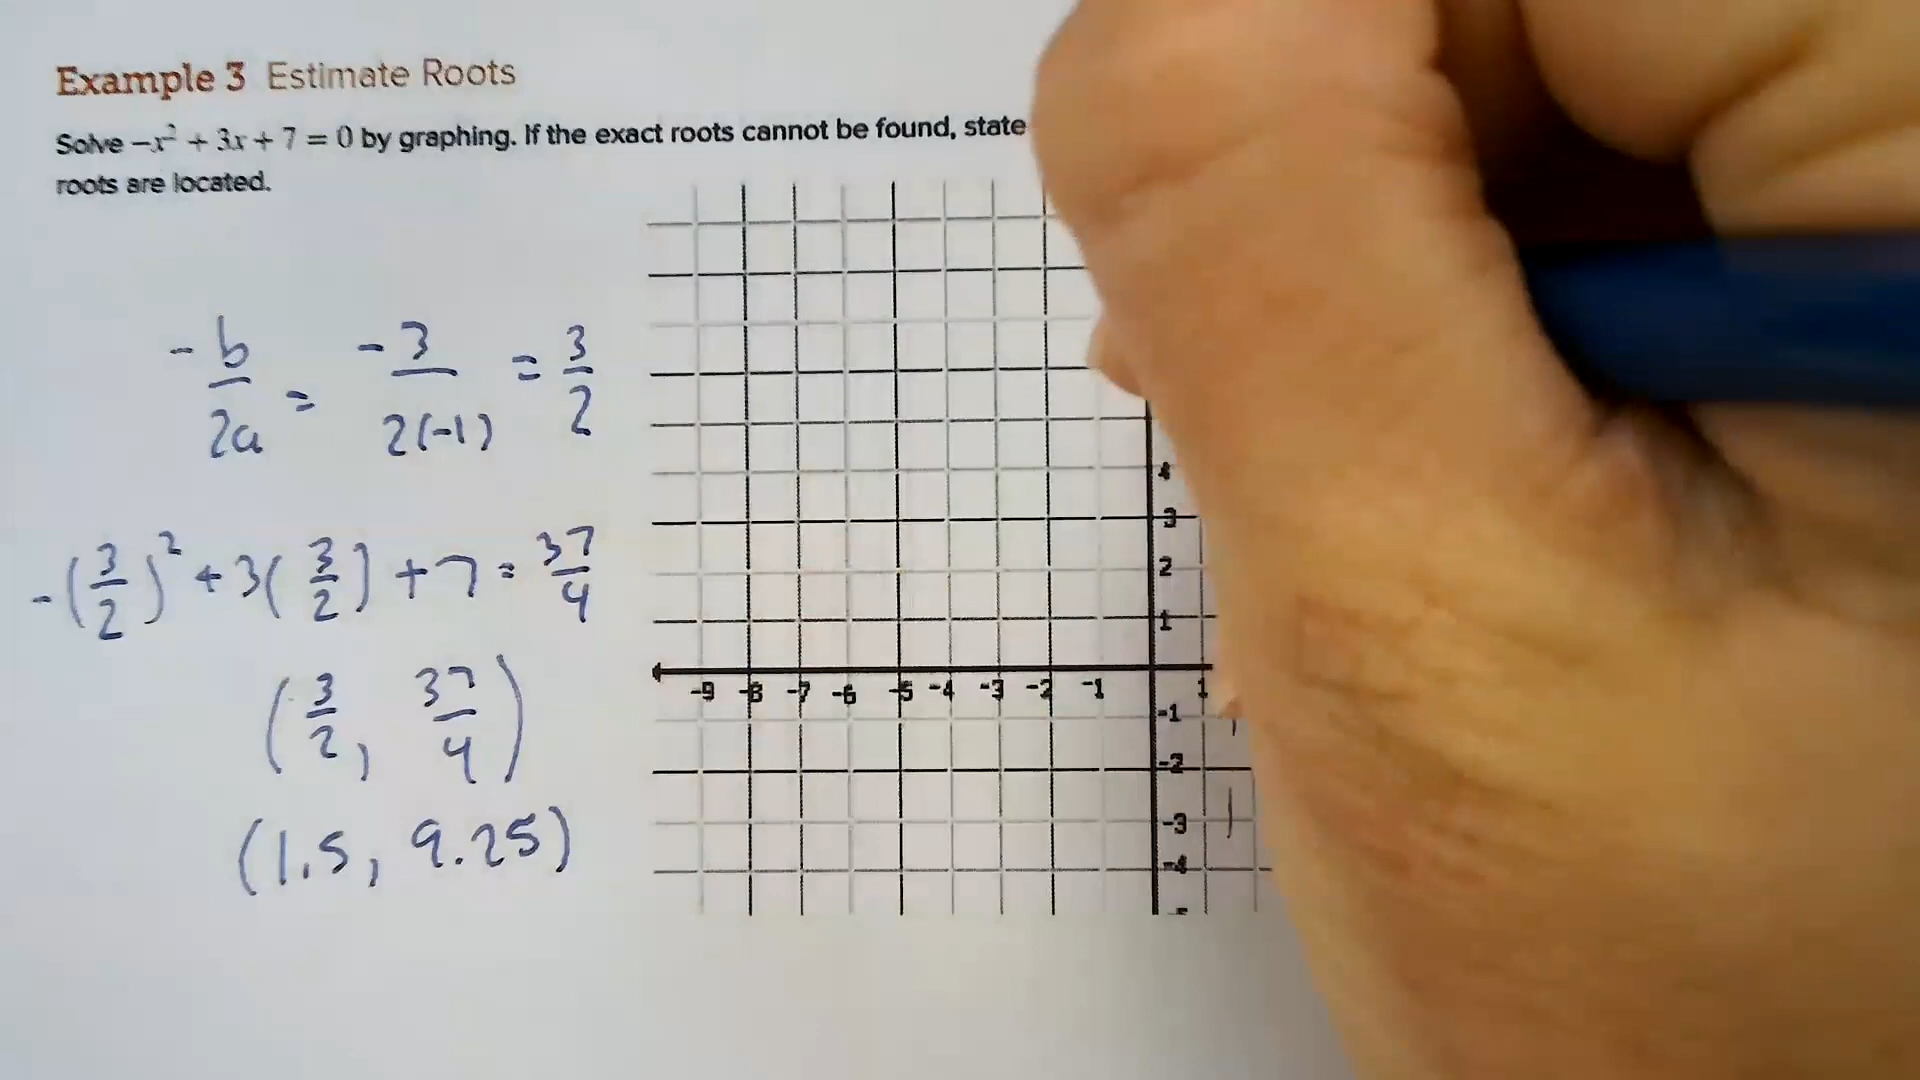 Example 3 Estimate Roots
Solve −x² + 3x + 7 = 0 by graphing. If the exact roots cannot be found, state
roots are located.
-b/2a = -3/2(-1) = 3/2
-(3/2)² + 3(3/2) + 7 = 37/4
(3/2, 37/4)
(1.5, 9.25)
4
3
2
1
-9 -8 -7 -6 -5 -4 -3 -2 -1 1
-1
-2
-3
-4